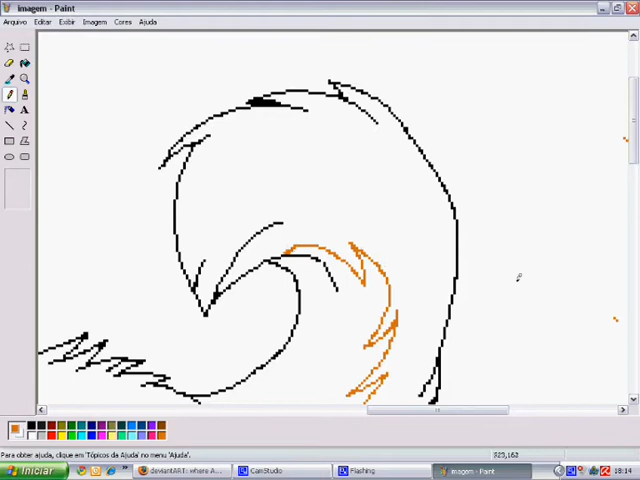 imagem - Paint
Arquivo Editar Exibir Imagem Cores Ajuda
Para obter ajuda, clique em 'Tópicos da Ajuda' no menu 'Ajuda'.
Iniciar
deviantART: where A...
CamStudio
Flashing
imagem - Paint
18:14